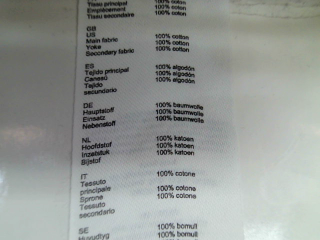 Tissu principal 100% coton
Empiècement 100% coton
Tissu secondaire 100% coton
GB
US
Main fabric 100% cotton
Yoke 100% cotton
Secondary fabric 100% cotton
ES
Tejido principal 100% algodón
Canesú 100% algodón
Tejido 100% algodón
secundario
DE
Hauptstoff 100% baumwolle
Einsatz 100% baumwolle
Nebenstoff 100% baumwolle
NL
Hoofdstof 100% katoen
Inzetstuk 100% katoen
Bijstof 100% katoen
IT
Tessuto 100% cotone
principale
Sprone 100% cotone
Tessuto 100% cotone
secondario
SE
Huvudtyg 100% bomull
100% bomull